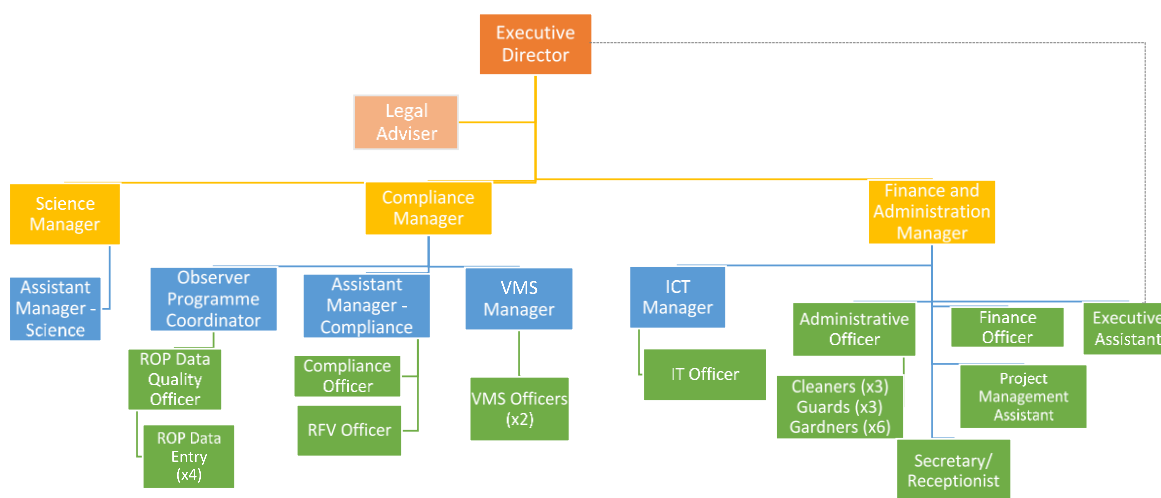 Executive
Director
Legal
Adviser
Science
Manager
Compliance
Manager
Finance and
Administration
Manager
Assistant
Manager -
Science
Observer
Programme
Coordinator
Assistant
Manager -
Compliance
VMS
Manager
ICT
Manager
Administrative
Officer
Finance
Officer
Executive
Assistant
ROP Data
Quality
Officer
Compliance
Officer
VMS Officers
(x2)
IT Officer
Cleaners (x3)
Guards (x3)
Gardners (x6)
Project
Management
Assistant
RFV Officer
ROP Data
Entry
(x4)
Secretary/
Receptionist